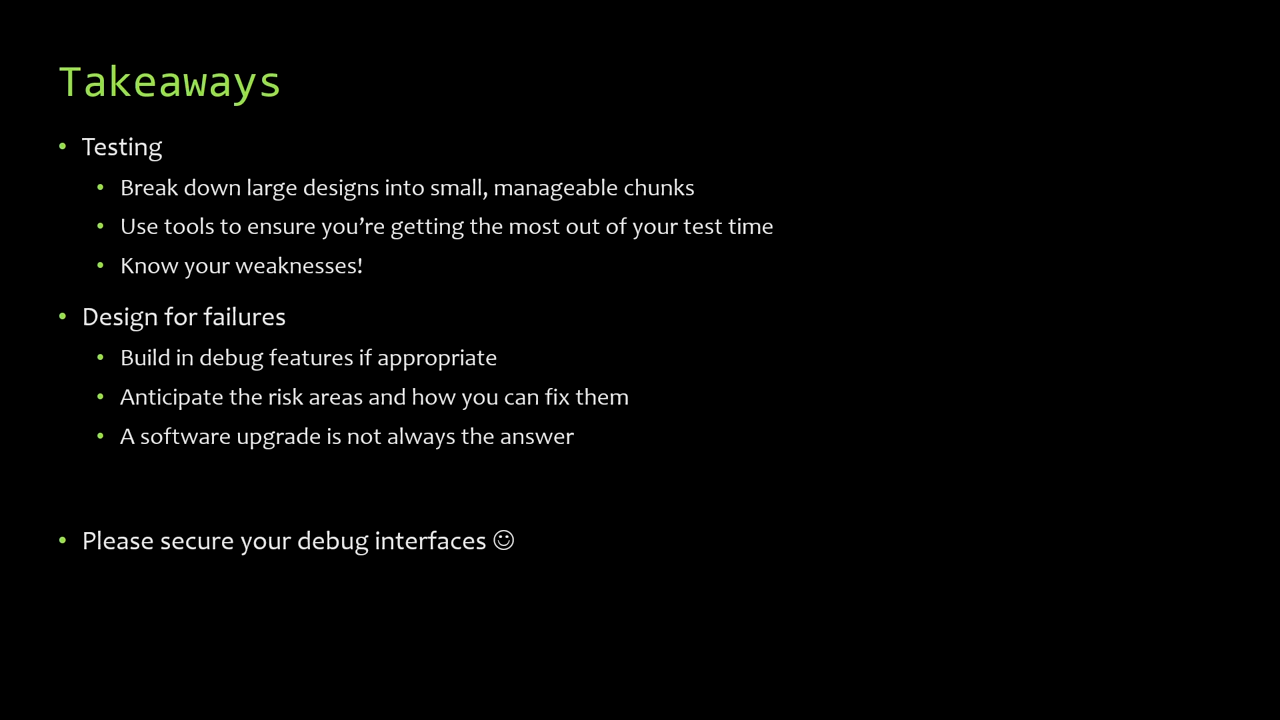 Takeaways
• Testing
• Break down large designs into small, manageable chunks
• Use tools to ensure you’re getting the most out of your test time
• Know your weaknesses!
• Design for failures
• Build in debug features if appropriate
• Anticipate the risk areas and how you can fix them
• A software upgrade is not always the answer
• Please secure your debug interfaces ☺